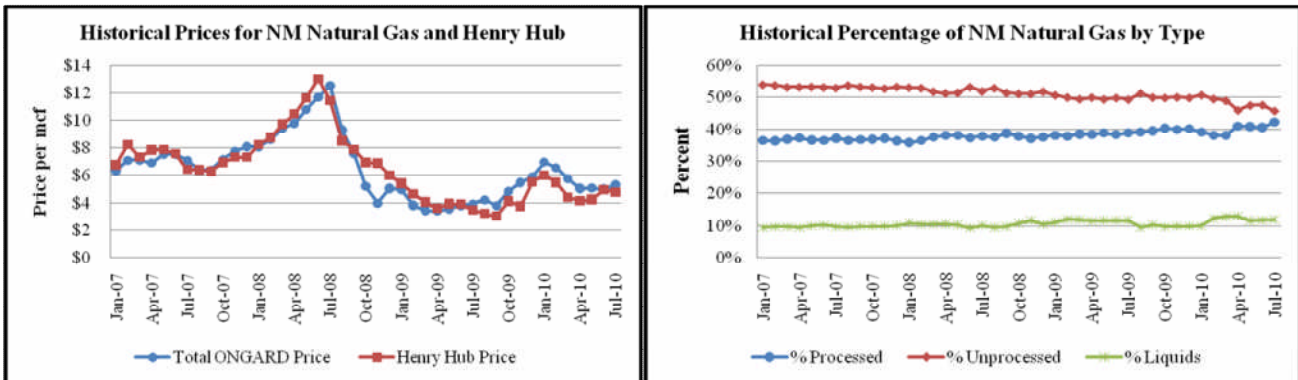 Historical Prices for NM Natural Gas and Henry Hub
Price per mcf
$14
$12
$10
$8
$6
$4
$2
$0
Jan-07
Apr-07
Jul-07
Oct-07
Jan-08
Apr-08
Jul-08
Oct-08
Jan-09
Apr-09
Jul-09
Oct-09
Jan-10
Apr-10
Jul-10
Total ONGARD Price
Henry Hub Price
Historical Percentage of NM Natural Gas by Type
Percent
60%
50%
40%
30%
20%
10%
0%
Jan-07
Apr-07
Jul-07
Oct-07
Jan-08
Apr-08
Jul-08
Oct-08
Jan-09
Apr-09
Jul-09
Oct-09
Jan-10
Apr-10
Jul-10
% Processed
% Unprocessed
% Liquids